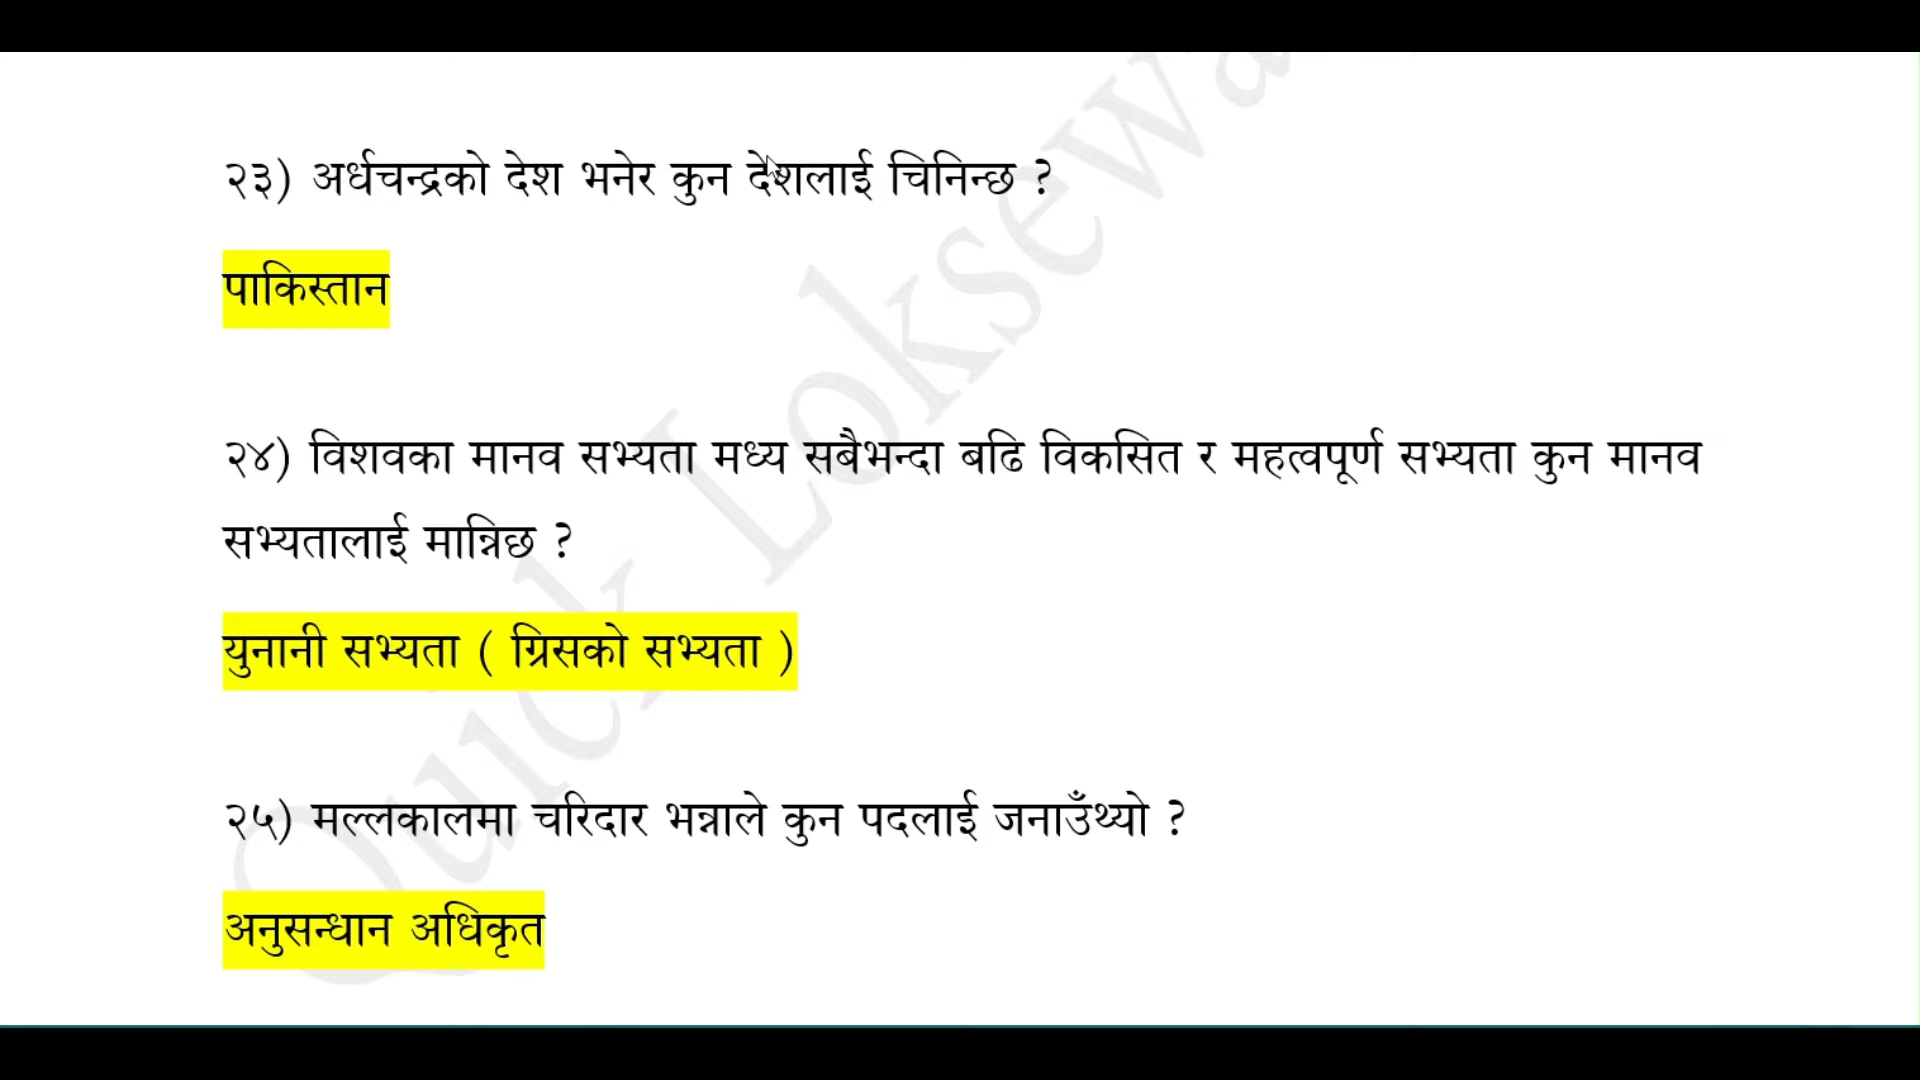 २३) अर्धचन्द्रको देश भनेर कुन देशलाई चिनिन्छ ?
पाकिस्तान
२४) विशवका मानव सभ्यता मध्य सबैभन्दा बढि विकसित र महत्वपूर्ण सभ्यता कुन मानव
सभ्यतालाई मान्निछ ?
युनानी सभ्यता ( ग्रिसको सभ्यता )
२५) मल्लकालमा चरिदार भन्नाले कुन पदलाई जनाउँथ्यो ?
अनुसन्धान अधिकृत
Quick Loksewa